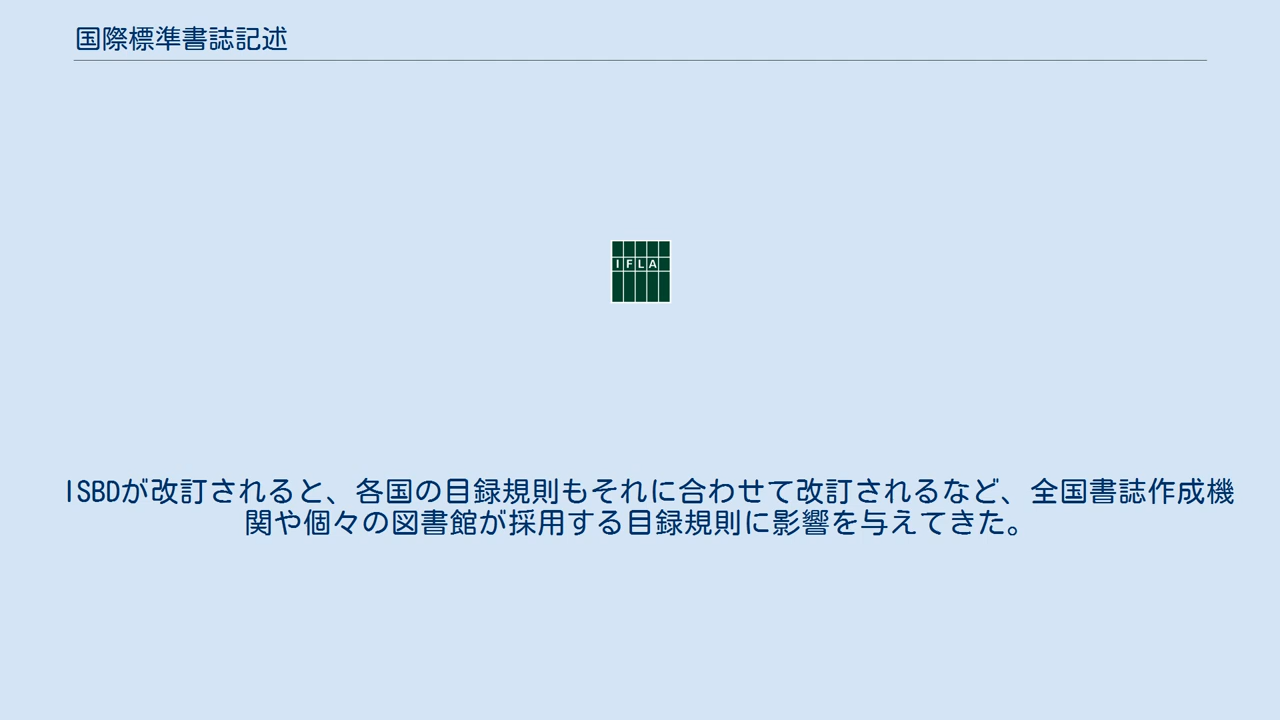 国際標準書誌記述
IFLA
ISBDが改訂されると、各国の目録規則もそれに合わせて改訂されるなど、全国書誌作成機
関や個々の図書館が採用する目録規則に影響を与えてきた。